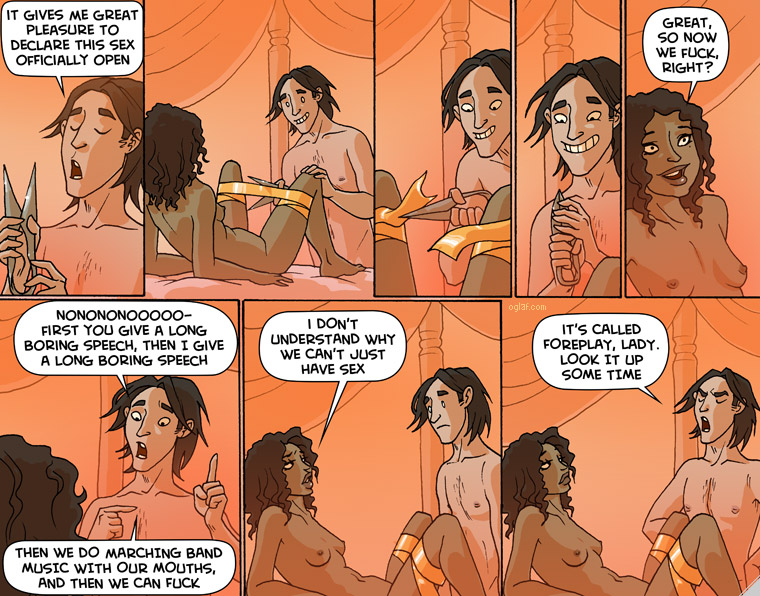 IT GIVES ME GREAT
PLEASURE TO
DECLARE THIS SEX
OFFICIALLY OPEN
GREAT,
SO NOW
WE FUCK,
RIGHT?
NONONONOOOOO-
FIRST YOU GIVE A LONG
BORING SPEECH, THEN I GIVE
A LONG BORING SPEECH
THEN WE DO MARCHING BAND
MUSIC WITH OUR MOUTHS,
AND THEN WE CAN FUCK
I DON'T
UNDERSTAND WHY
WE CAN'T JUST
HAVE SEX
oglaf.com
IT'S CALLED
FOREPLAY, LADY.
LOOK IT UP
SOME TIME